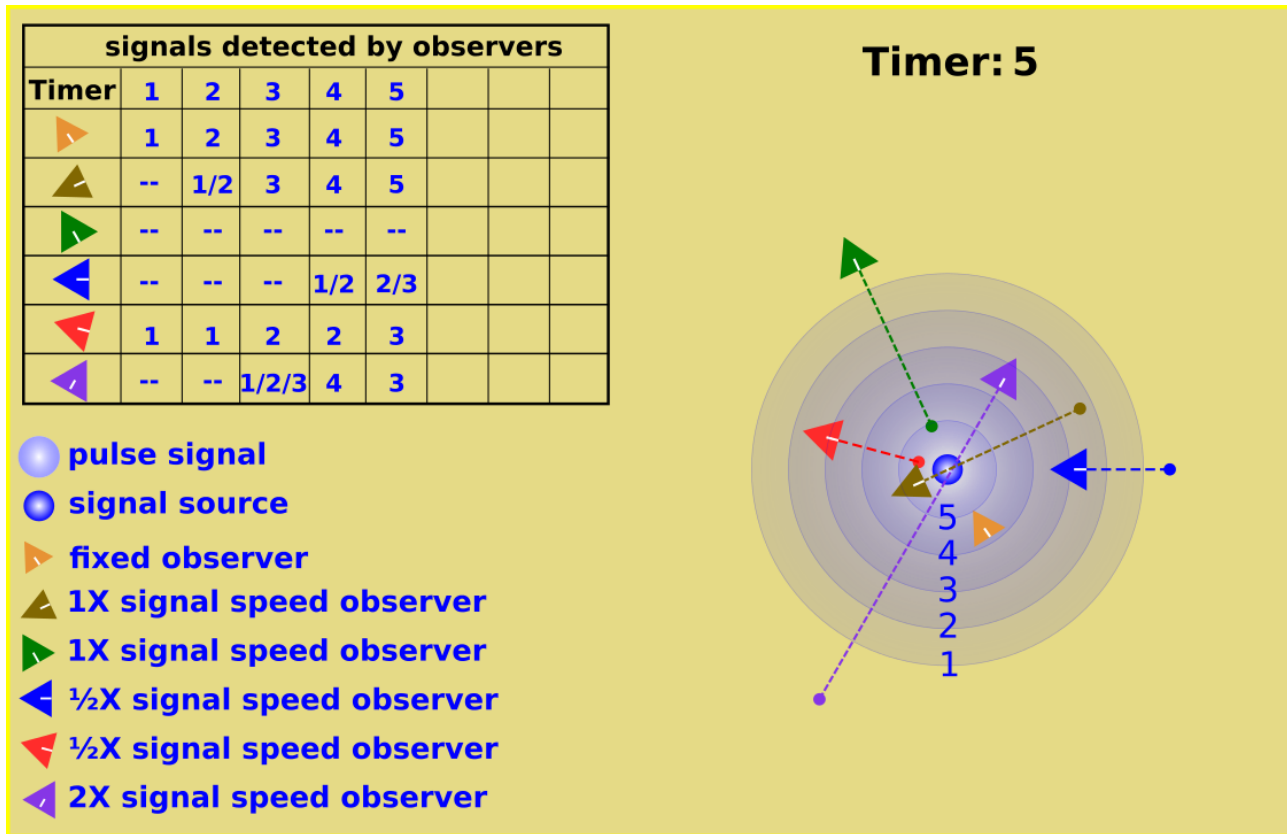 signals detected by observers
Timer: 5
Timer 1 2 3 4 5
1 2 3 4 5
-- 1/2 3 4 5
-- -- -- -- --
-- -- -- 1/2 2/3
1 1 2 2 3
-- -- 1/2/3 4 3
pulse signal
signal source
fixed observer
1X signal speed observer
1X signal speed observer
½X signal speed observer
½X signal speed observer
2X signal speed observer
5
4
3
2
1